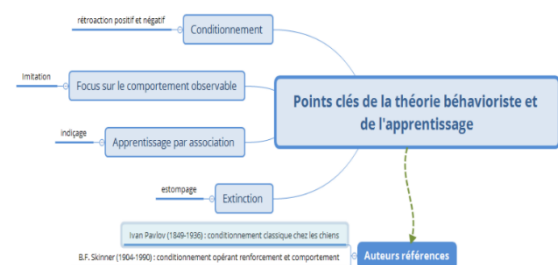 rétroaction positif et négatif
Conditionnement
Imitation
Focus sur le comportement observable
Points clés de la théorie béhavioriste et
de l'apprentissage
indiçage
Apprentissage par association
estompage
Extinction
Ivan Pavlov (1849-1936) : conditionnement classique chez les chiens
B.F. Skinner (1904-1990) : conditionnement opérant renforcement et comportement
Auteurs références